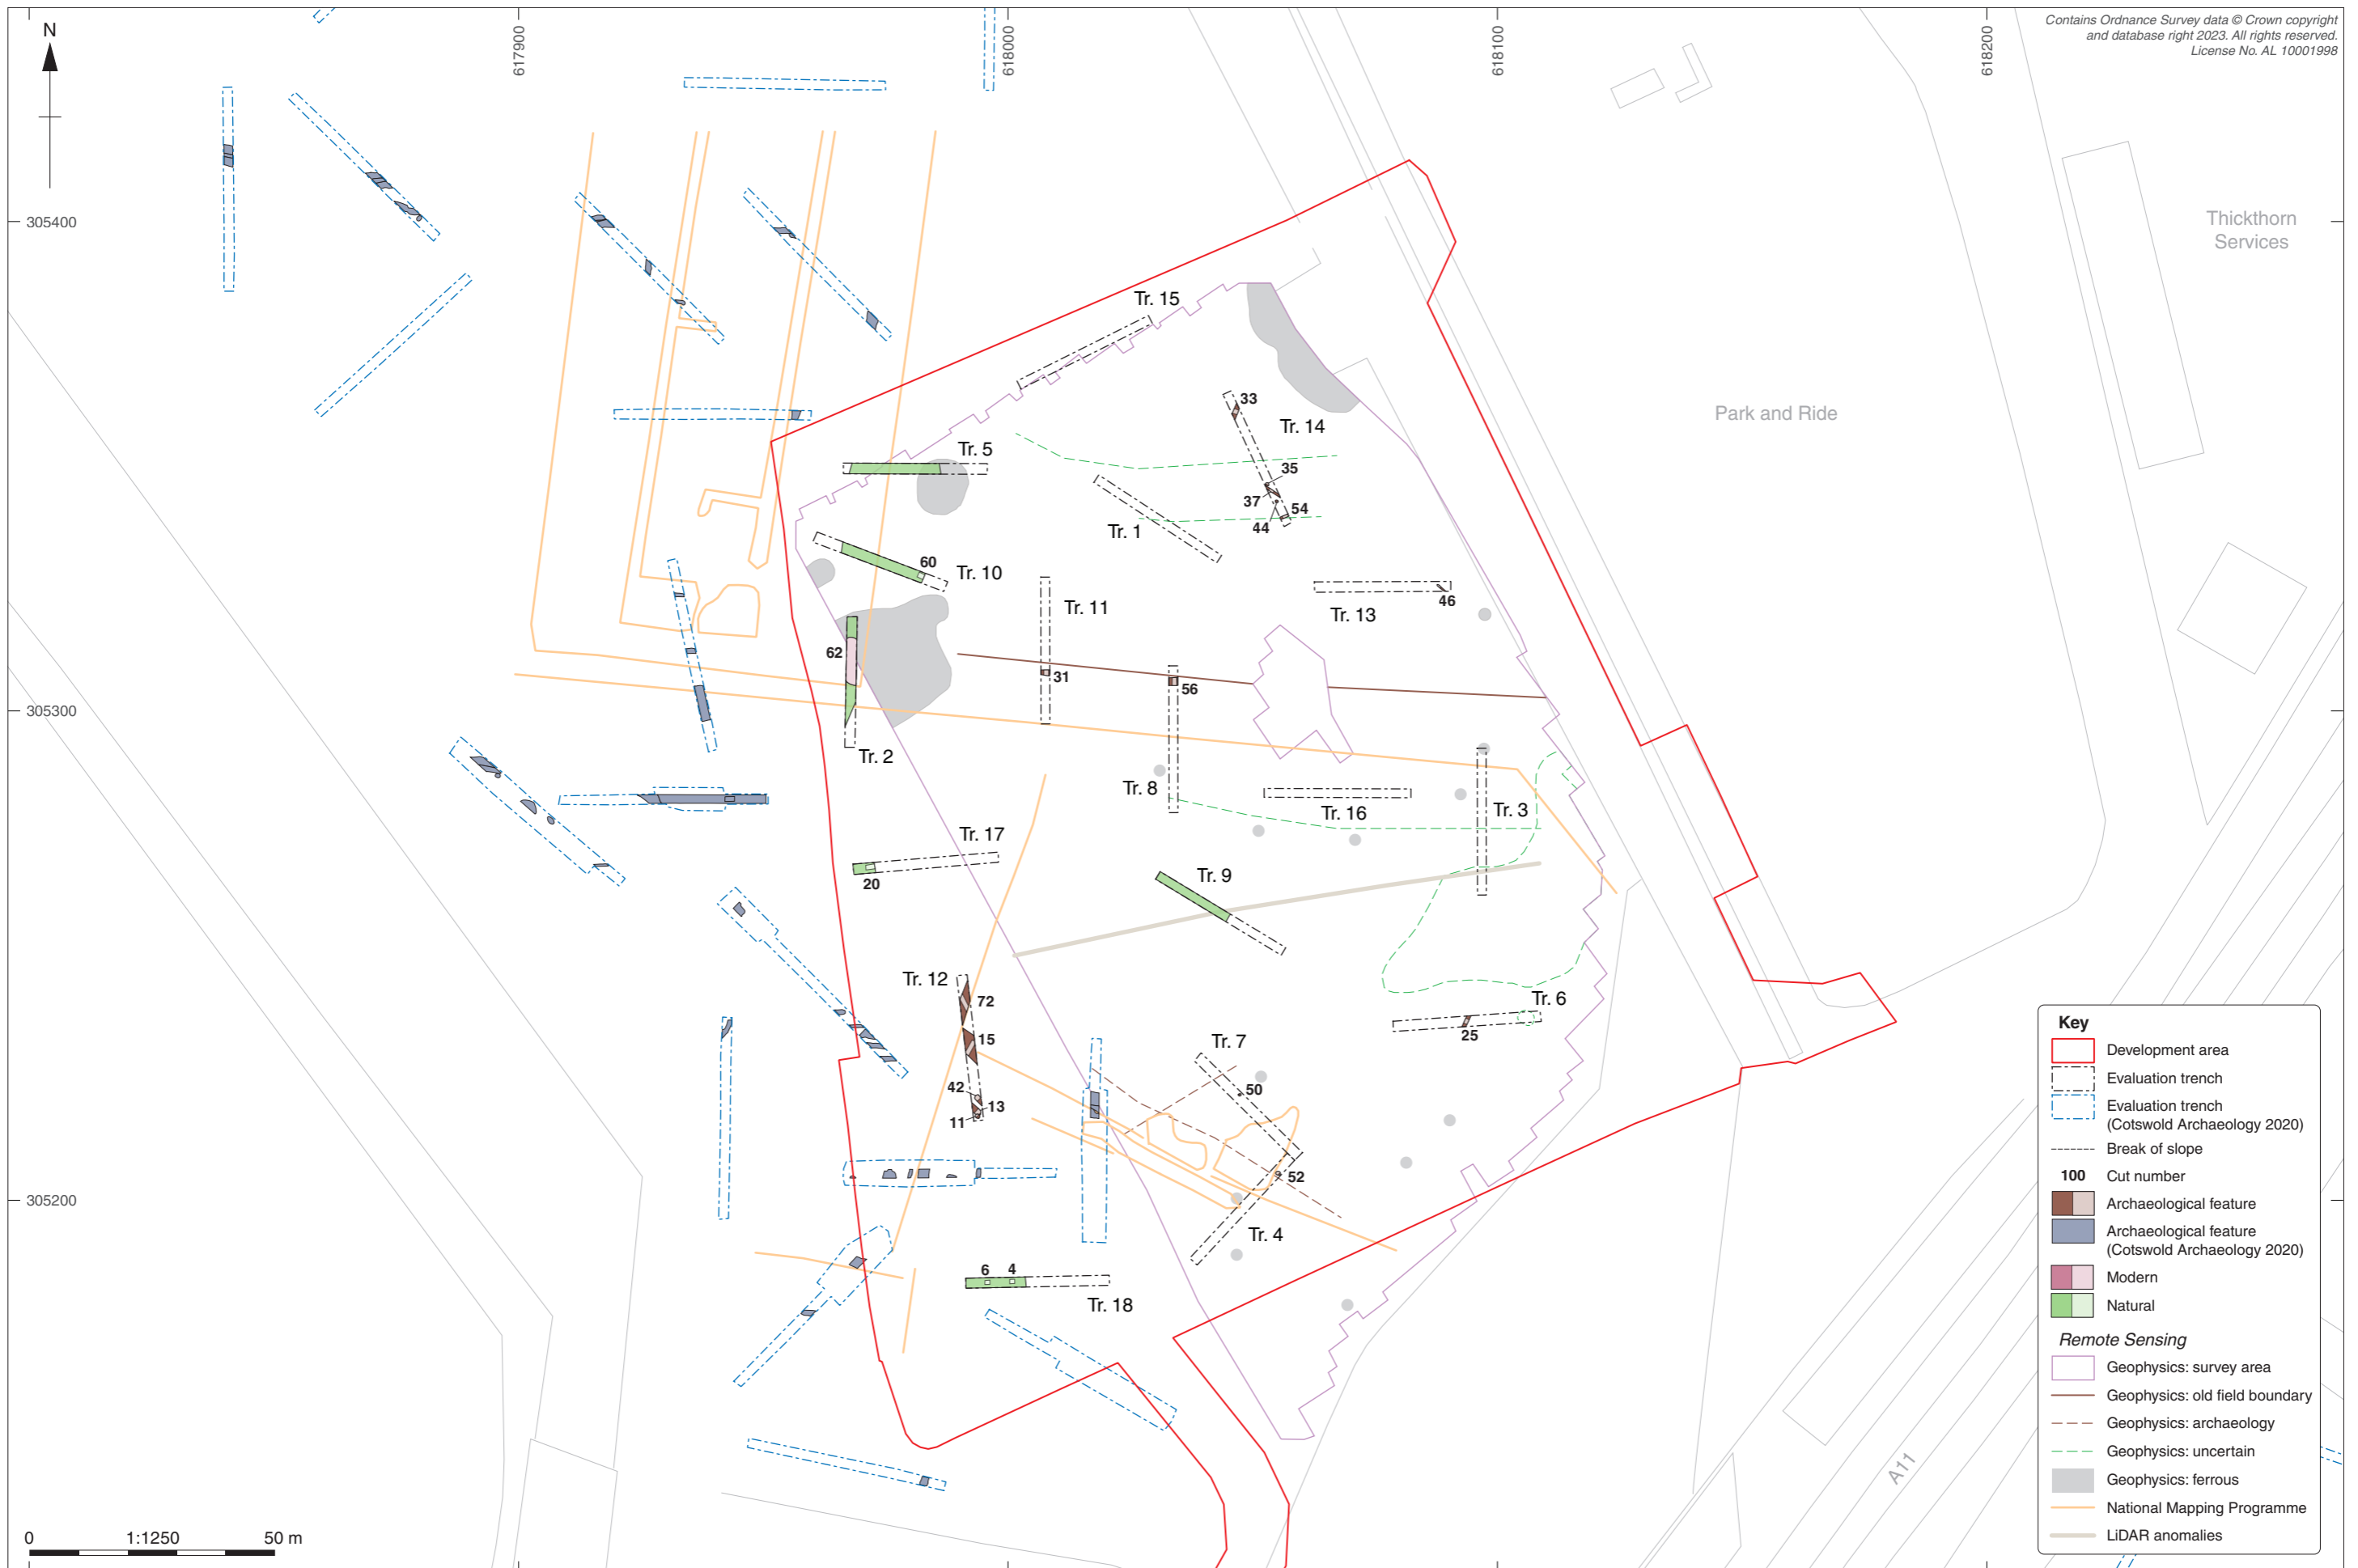 Contains Ordnance Survey data © Crown copyright
and database right 2023. All rights reserved.
License No. AL 10001998
N
617900
618000
618100
618200
305400
305300
305200
Thickthorn
Services
Park and Ride
A11
Tr. 15
33
Tr. 14
Tr. 5
35
37
54
44
Tr. 1
60
Tr. 10
Tr. 11
46
Tr. 13
62
31
56
Tr. 2
Tr. 8
Tr. 16
Tr. 3
Tr. 17
20
Tr. 9
Tr. 12
72
15
Tr. 6
25
Tr. 7
42
13
11
50
52
Tr. 4
6
4
Tr. 18
0
1:1250
50 m
Key
Development area
Evaluation trench
Evaluation trench
(Cotswold Archaeology 2020)
Break of slope
100
Cut number
Archaeological feature
Archaeological feature
(Cotswold Archaeology 2020)
Modern
Natural
Remote Sensing
Geophysics: survey area
Geophysics: old field boundary
Geophysics: archaeology
Geophysics: uncertain
Geophysics: ferrous
National Mapping Programme
LiDAR anomalies